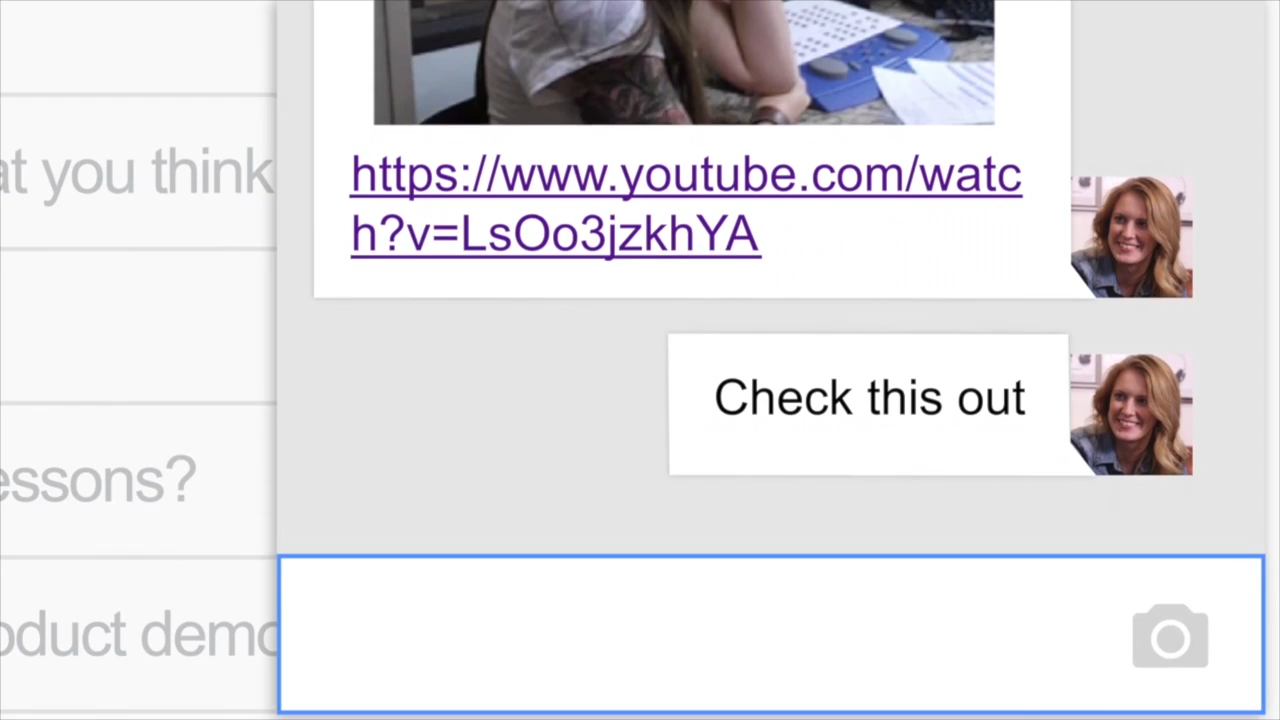 at you think
https://www.youtube.com/watc
h?v=LsOo3jzkhYA
Check this out
essons?
oduct demo